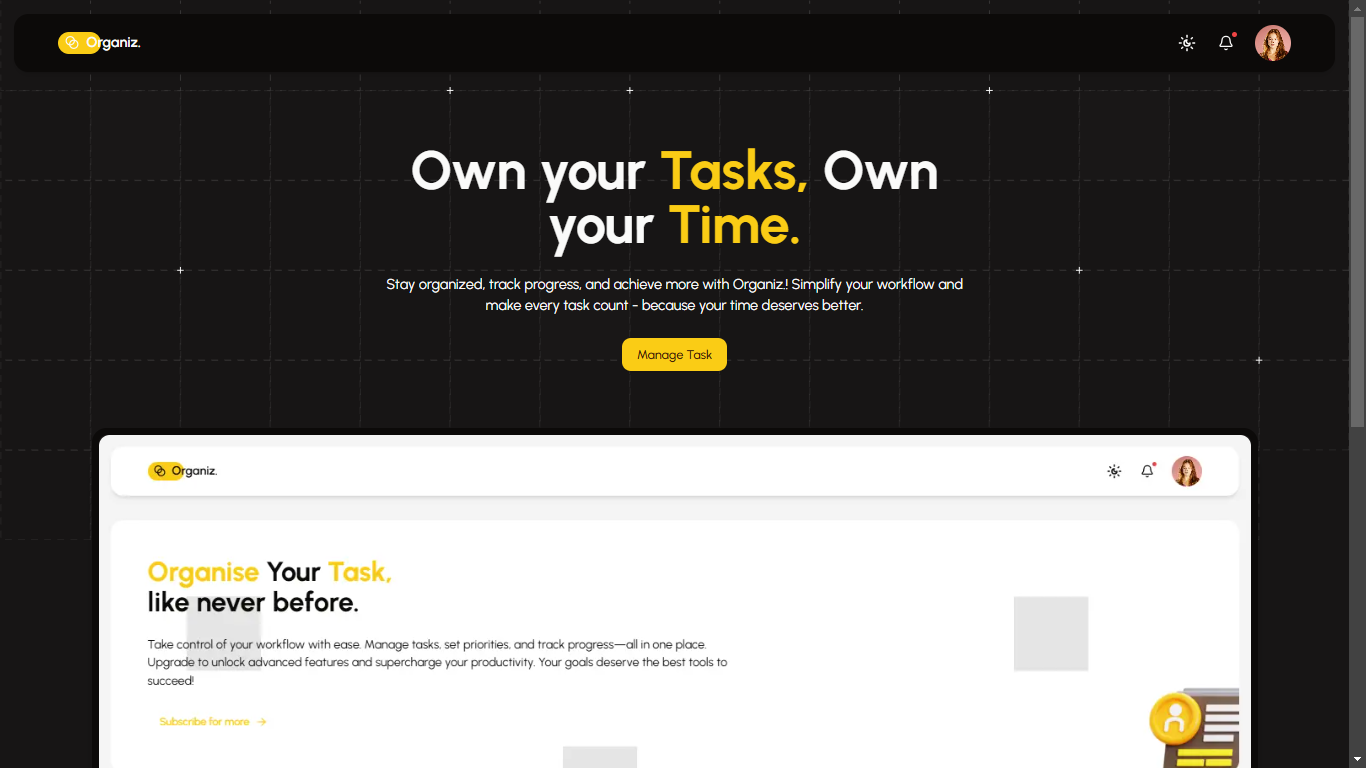 Organiz.
Own your Tasks, Own
your Time.
Stay organized, track progress, and achieve more with Organiz.! Simplify your workflow and
make every task count - because your time deserves better.
Manage Task
Organiz.
Organise Your Task,
like never before.
Take control of your workflow with ease. Manage tasks, set priorities, and track progress—all in one place.
Upgrade to unlock advanced features and supercharge your productivity. Your goals deserve the best tools to
succeed!
Subscribe for more →